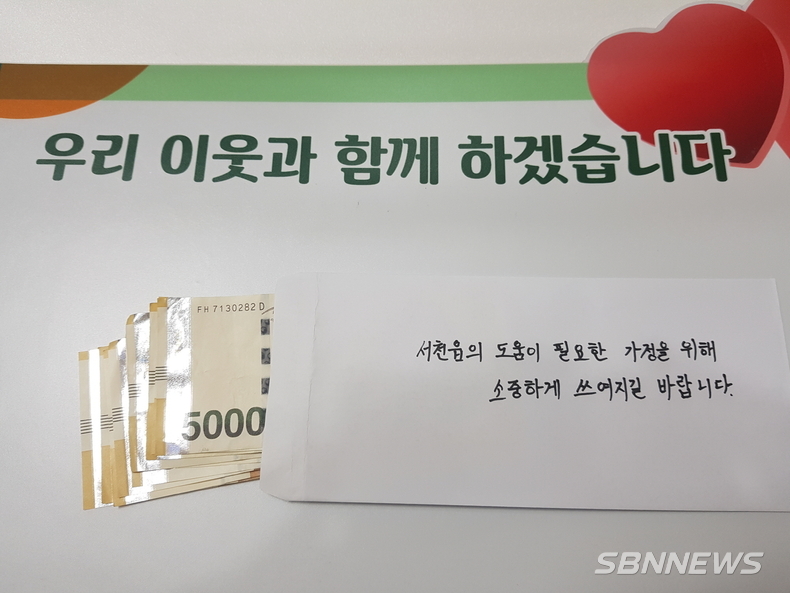 우리 이웃과 함께 하겠습니다
FH 7130282 D
5000
서천읍의 도움이 필요한 가정을 위해
소중하게 쓰여지길 바랍니다.
SBNNEWS